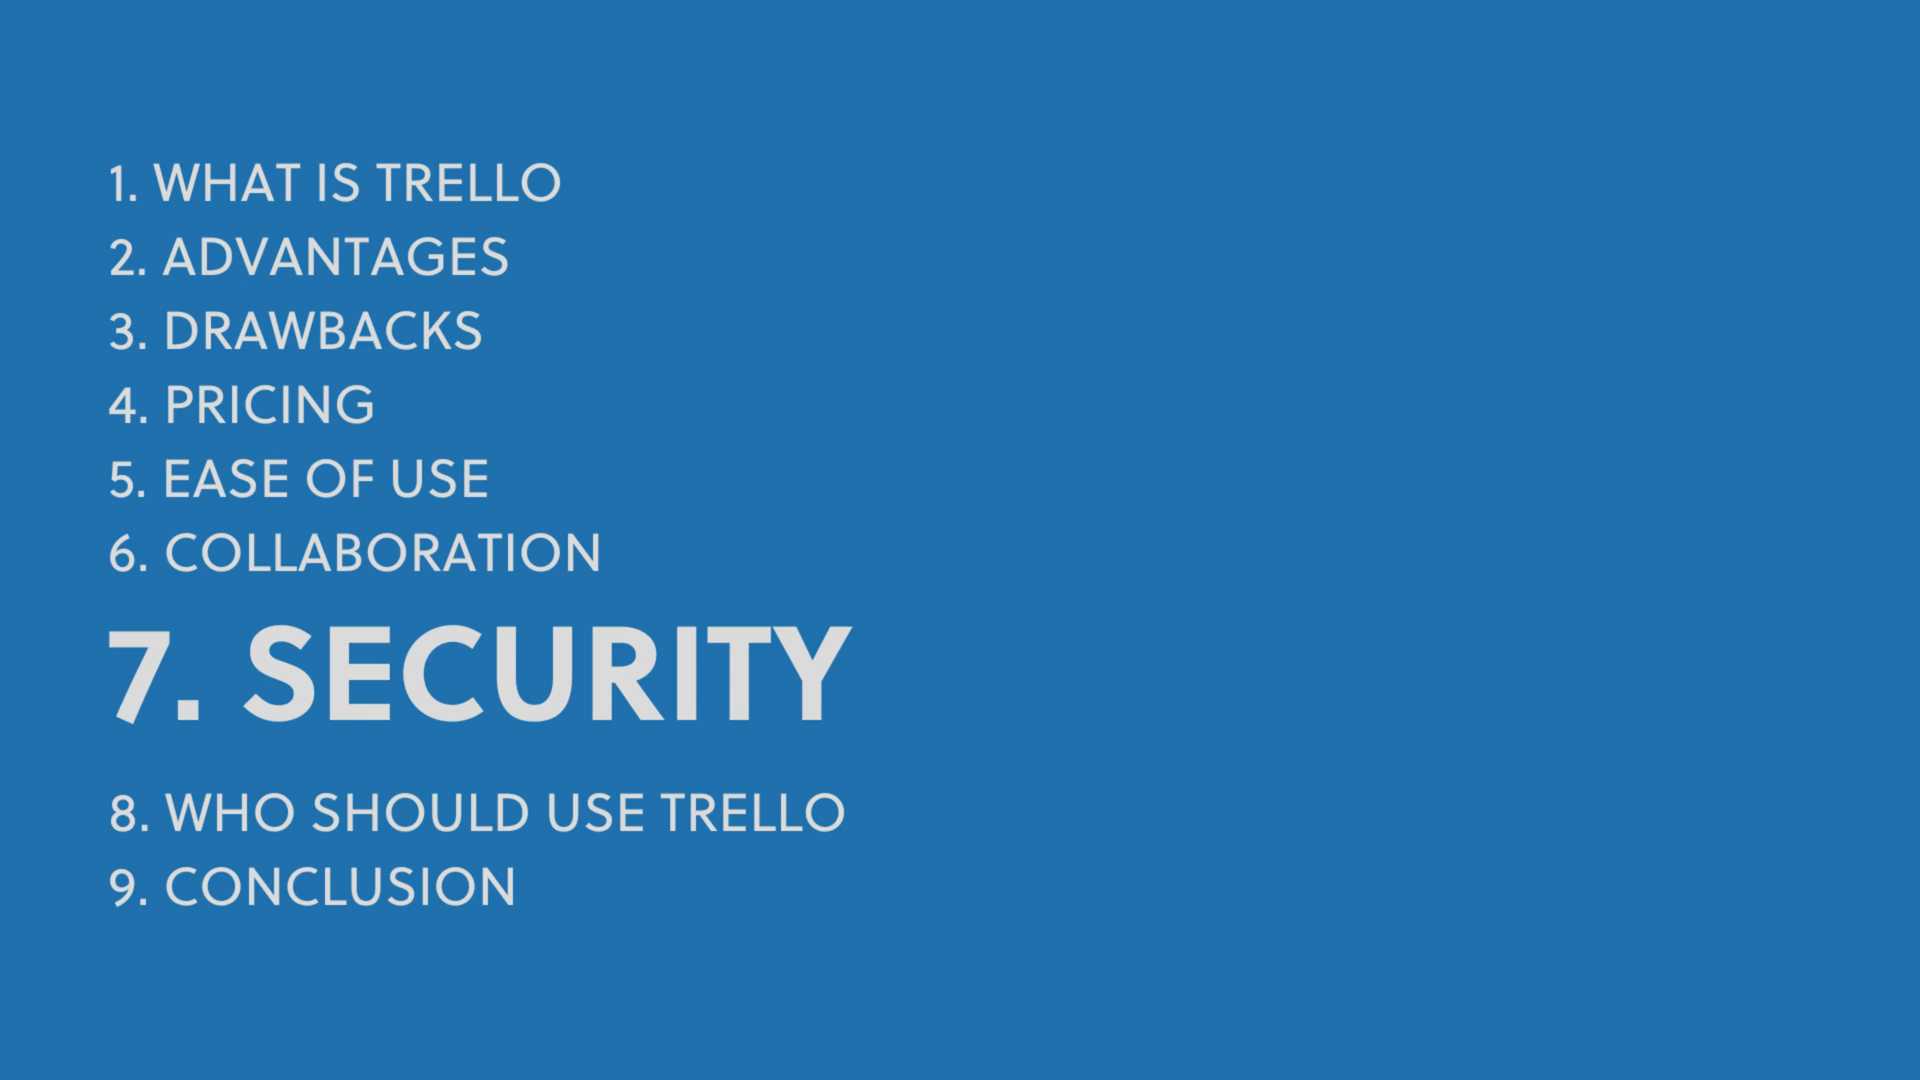 1. WHAT IS TRELLO
2. ADVANTAGES
3. DRAWBACKS
4. PRICING
5. EASE OF USE
6. COLLABORATION
7. SECURITY
8. WHO SHOULD USE TRELLO
9. CONCLUSION